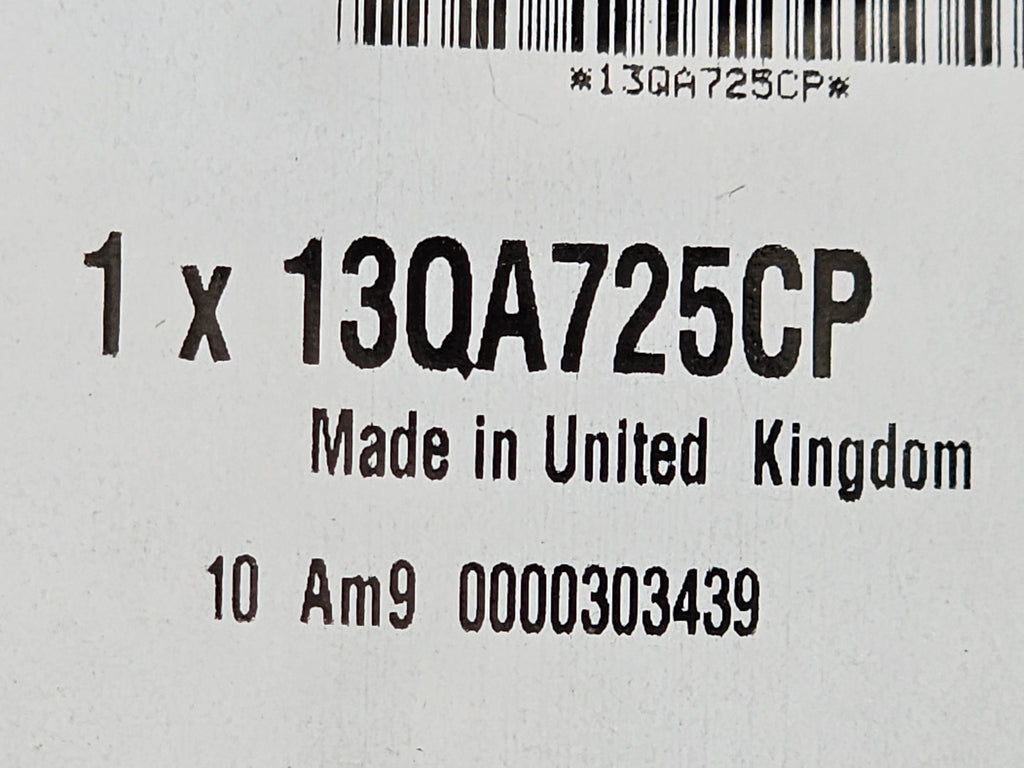 *13QA725CP*
1 x 13QA725CP
Made in United Kingdom
10 Am9 0000303439